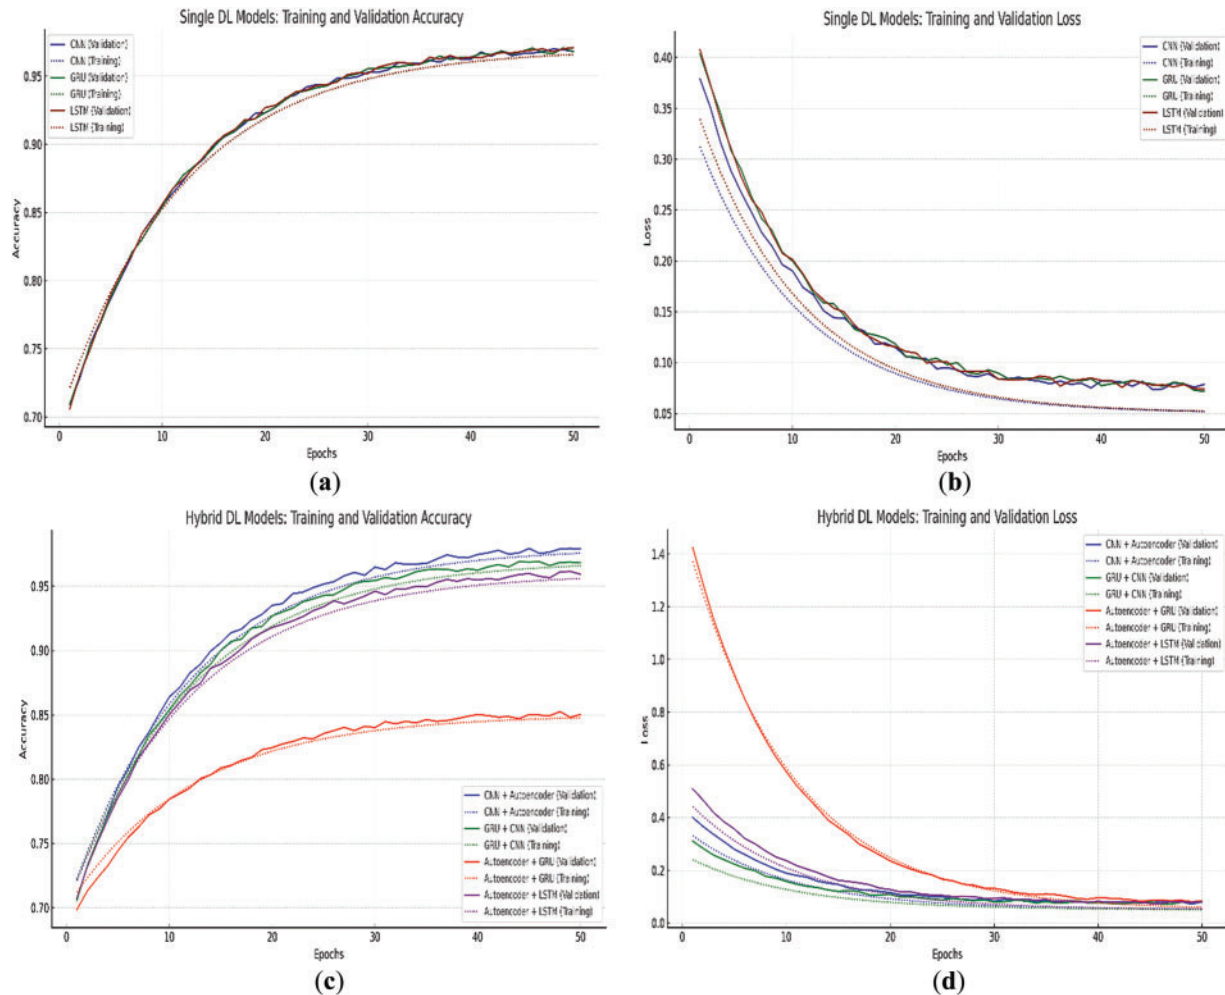 Single DL Models: Training and Validation Accuracy
CNN (Validation)
CNN (Training)
GRU (Validation)
GRU (Training)
LSTM (Validation)
LSTM (Training)
0.95
0.90
0.85
0.80
0.75
0.70
Accuracy
0
10
20
30
40
50
Epochs
(a)
Single DL Models: Training and Validation Loss
CNN (Validation)
CNN (Training)
GRU (Validation)
GRU (Training)
LSTM (Validation)
LSTM (Training)
0.40
0.35
0.30
0.25
0.20
0.15
0.10
0.05
Loss
0
10
20
30
40
50
Epochs
(b)
Hybrid DL Models: Training and Validation Accuracy
0.95
0.90
0.85
0.80
0.75
0.70
Accuracy
CNN + Autoencoder (Validation)
CNN + Autoencoder (Training)
GRU + CNN (Validation)
GRU + CNN (Training)
Autoencoder + GRU (Validation)
Autoencoder + GRU (Training)
Autoencoder + LSTM (Validation)
Autoencoder + LSTM (Training)
0
10
20
30
40
50
Epochs
(c)
Hybrid DL Models: Training and Validation Loss
CNN + Autoencoder (Validation)
CNN + Autoencoder (Training)
GRU + CNN (Validation)
GRU + CNN (Training)
Autoencoder + GRU (Validation)
Autoencoder + GRU (Training)
Autoencoder + LSTM (Validation)
Autoencoder + LSTM (Training)
1.4
1.2
1.0
0.8
0.6
0.4
0.2
0.0
Loss
0
10
20
30
40
50
Epochs
(d)